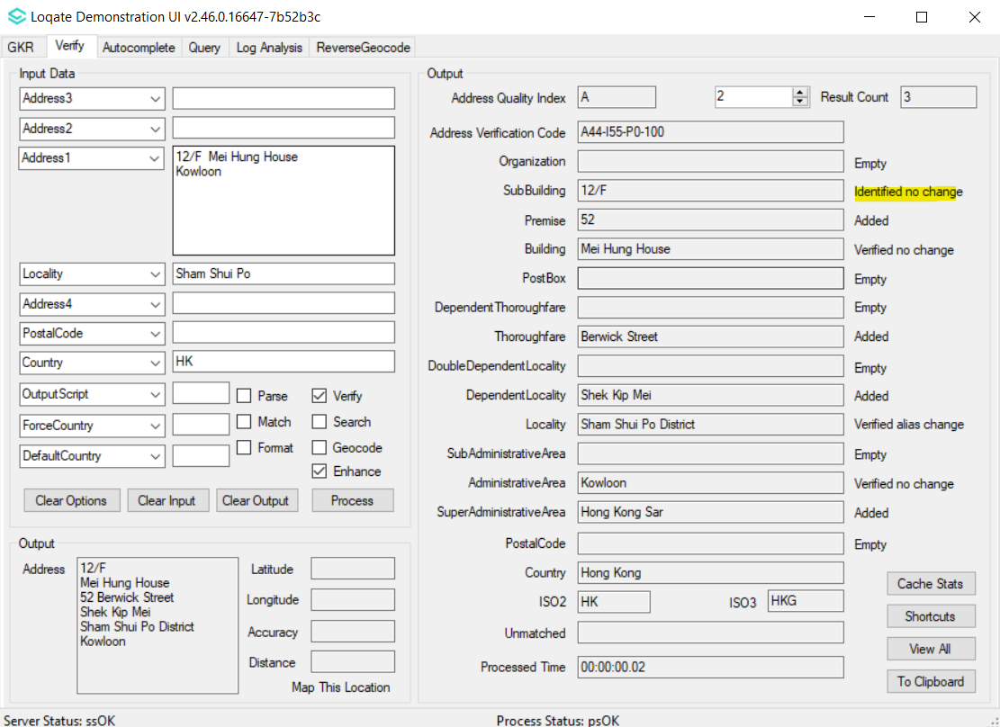 Loqate Demonstration UI v2.46.0.16647-7b52b3c
GKR Verify Autocomplete Query Log Analysis ReverseGeocode
Input Data
Address3
Address2
Address1 12/F Mei Hung House
Kowloon
Locality Sham Shui Po
Address4
PostalCode
Country HK
OutputScript Parse Verify
ForceCountry Match Search
DefaultCountry Format Geocode
Enhance
Clear Options Clear Input Clear Output Process
Output
Address 12/F
Mei Hung House
52 Berwick Street
Shek Kip Mei
Sham Shui Po District
Kowloon
Latitude
Longitude
Accuracy
Distance
Map This Location
Output
Address Quality Index A 2 Result Count 3
Address Verification Code A44-I55-P0-100
Organization Empty
SubBuilding 12/F Identified no change
Premise 52 Added
Building Mei Hung House Verified no change
PostBox Empty
DependentThoroughfare Empty
Thoroughfare Berwick Street Added
DoubleDependentLocality Empty
DependentLocality Shek Kip Mei Added
Locality Sham Shui Po District Verified alias change
SubAdministrativeArea Empty
AdministrativeArea Kowloon Verified no change
SuperAdministrativeArea Hong Kong Sar Added
PostalCode Empty
Country Hong Kong
ISO2 HK ISO3 HKG
Unmatched
Processed Time 00:00:00.02
Cache Stats
Shortcuts
View All
To Clipboard
Server Status: ssOK Process Status: psOK